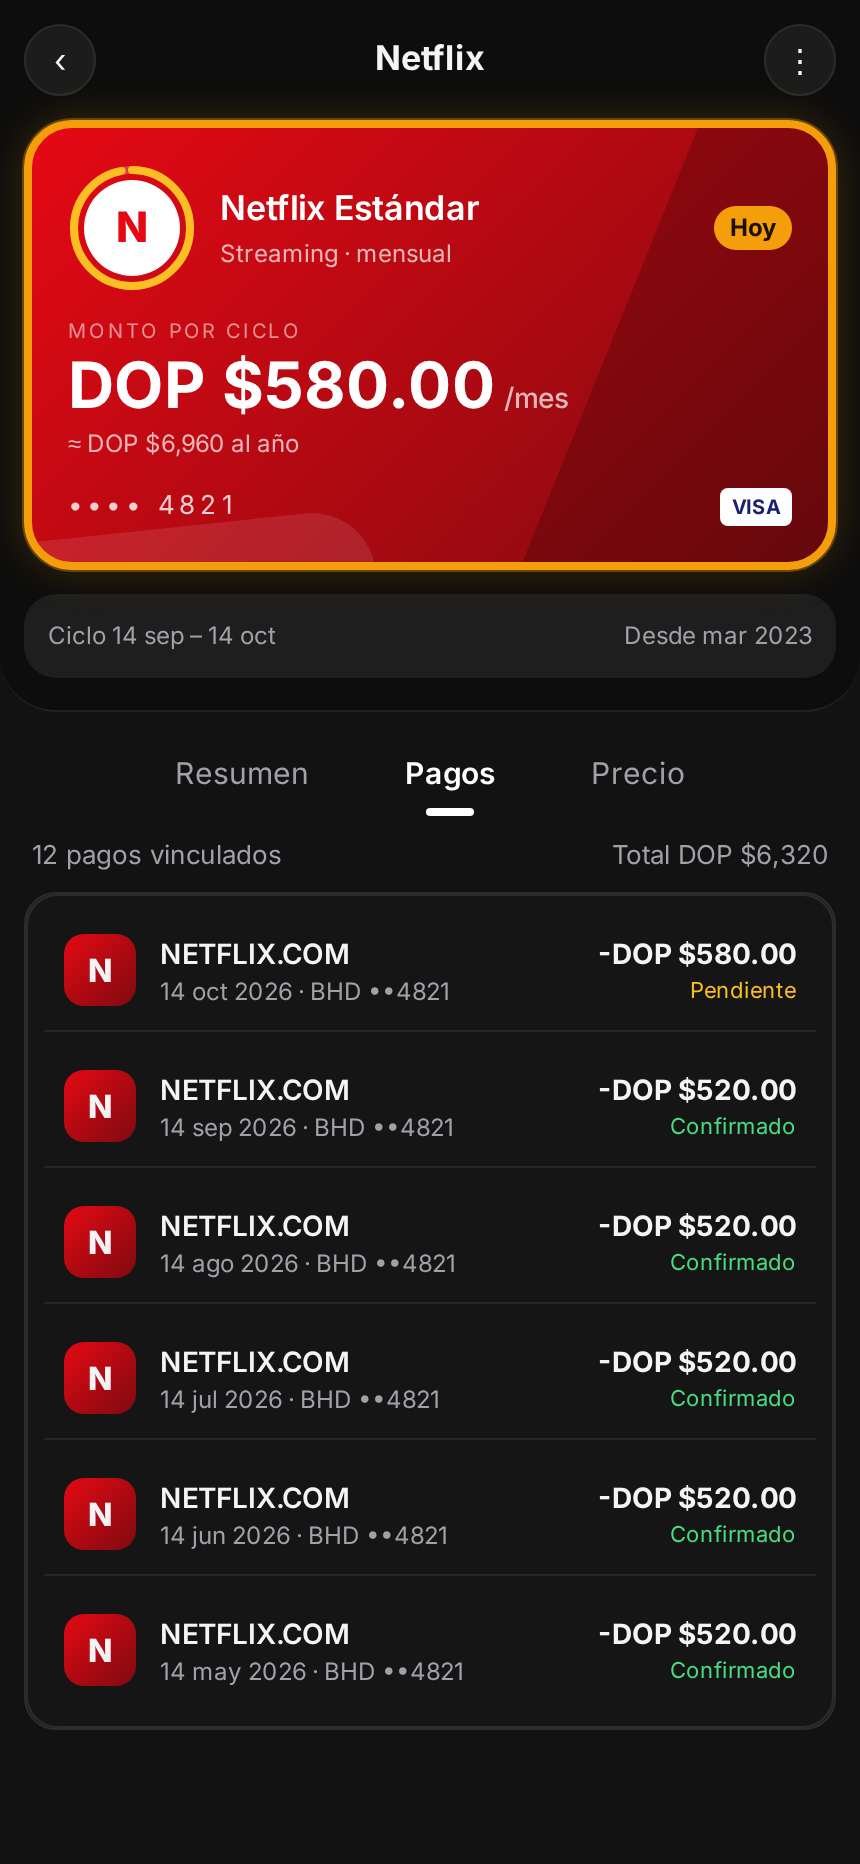 ‹ Netflix ⋮
N
Netflix Estándar
Streaming · mensual
Hoy
MONTO POR CICLO
DOP $580.00 /mes
≈ DOP $6,960 al año
•••• 4821
VISA
Ciclo 14 sep – 14 oct
Desde mar 2023
Resumen Pagos Precio
12 pagos vinculados
Total DOP $6,320
N
NETFLIX.COM
-DOP $580.00
14 oct 2026 · BHD ••4821
Pendiente
N
NETFLIX.COM
-DOP $520.00
14 sep 2026 · BHD ••4821
Confirmado
N
NETFLIX.COM
-DOP $520.00
14 ago 2026 · BHD ••4821
Confirmado
N
NETFLIX.COM
-DOP $520.00
14 jul 2026 · BHD ••4821
Confirmado
N
NETFLIX.COM
-DOP $520.00
14 jun 2026 · BHD ••4821
Confirmado
N
NETFLIX.COM
-DOP $520.00
14 may 2026 · BHD ••4821
Confirmado